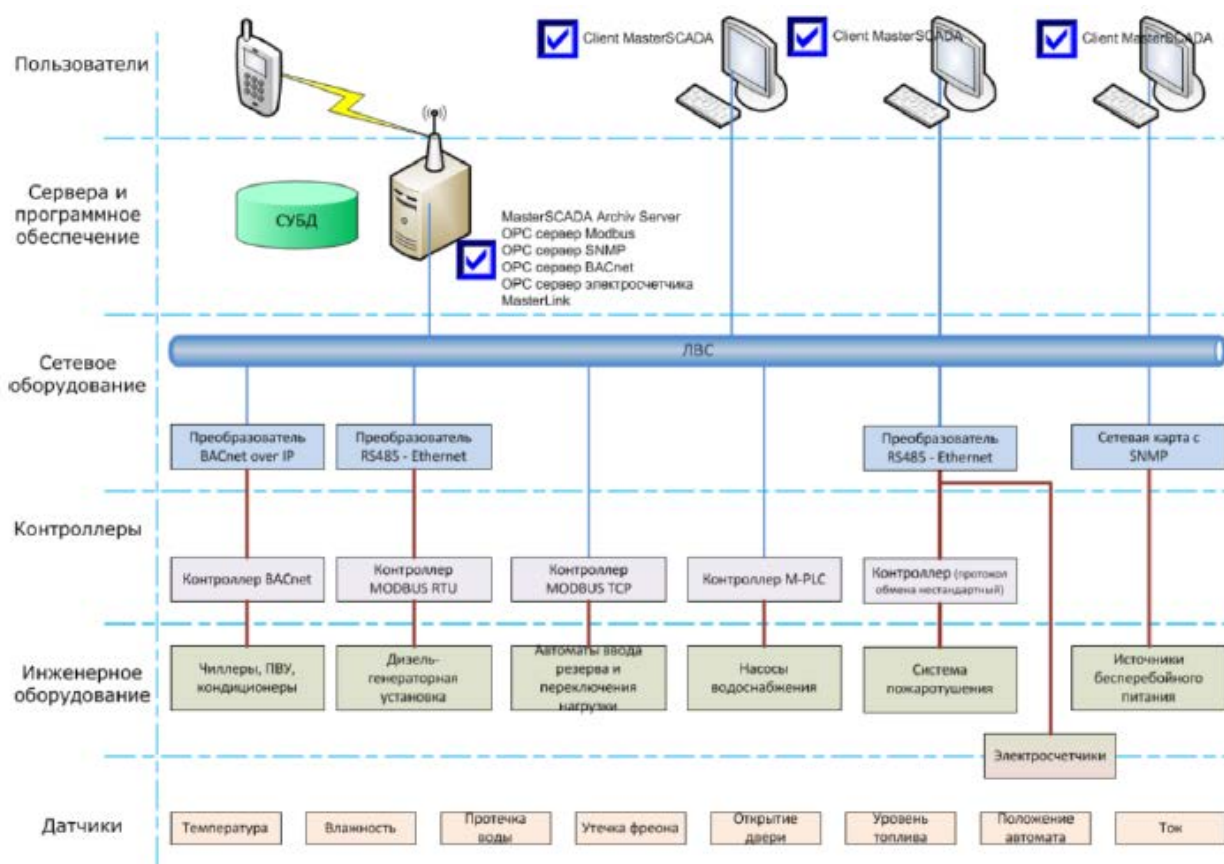 Пользователи
Client MasterSCADA
Client MasterSCADA
Client MasterSCADA
Сервера и
программное
обеспечение
СУБД
MasterSCADA Archiv Server
OPC сервер Modbus
OPC сервер SNMP
OPC сервер BACnet
OPC сервер электросчетчика
MasterLink
Сетевое
оборудование
ЛВС
Преобразователь
BACnet over IP
Преобразователь
RS485 - Ethernet
Преобразователь
RS485 - Ethernet
Сетевая карта с
SNMP
Контроллеры
Контроллер BACnet
Контроллер
MODBUS RTU
Контроллер
MODBUS TCP
Контроллер M-PLC
Контроллер (протокол
обмена нестандартный)
Инженерное
оборудование
Чиллеры, ПВУ,
кондиционеры
Дизель-
генераторная
установка
Автоматы ввода
резерва и
переключения
нагрузки
Насосы
водоснабжения
Система
пожаротушения
Источники
бесперебойного
питания
Электросчетчики
Датчики
Температура
Влажность
Протечка
воды
Утечка фреона
Открытие
двери
Уровень
топлива
Положение
автомата
Ток